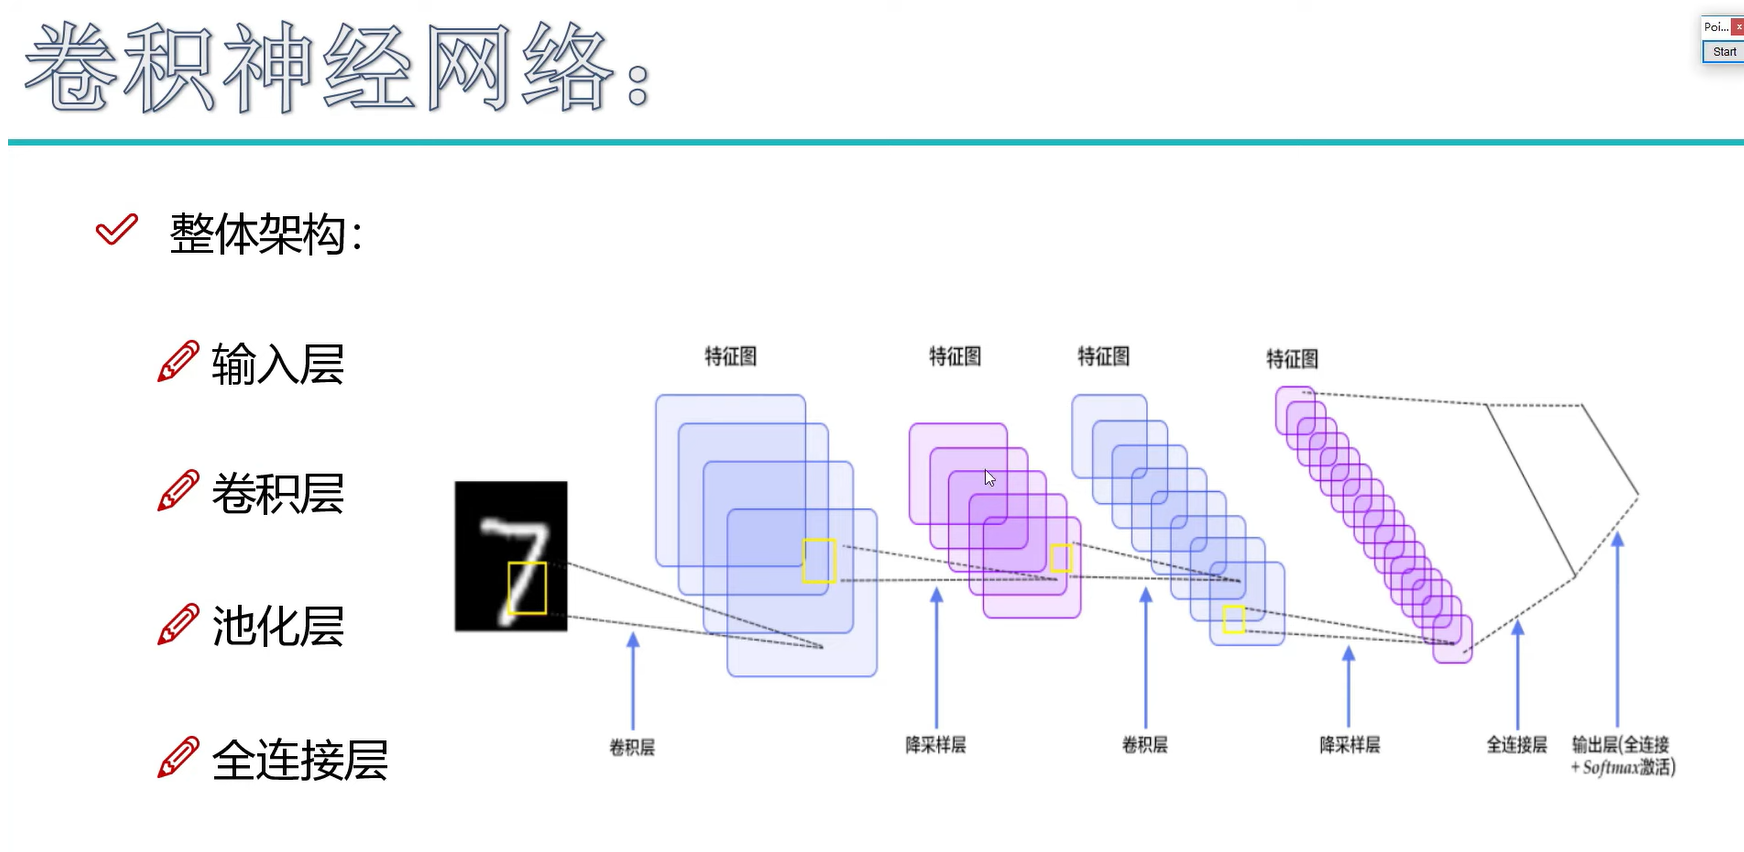 卷积神经网络：
Poi...
x
Start
整体架构：
输入层
卷积层
池化层
全连接层
特征图
特征图
特征图
特征图
7
卷积层
降采样层
卷积层
降采样层
全连接层
输出层(全连接
+ Softmax激活)